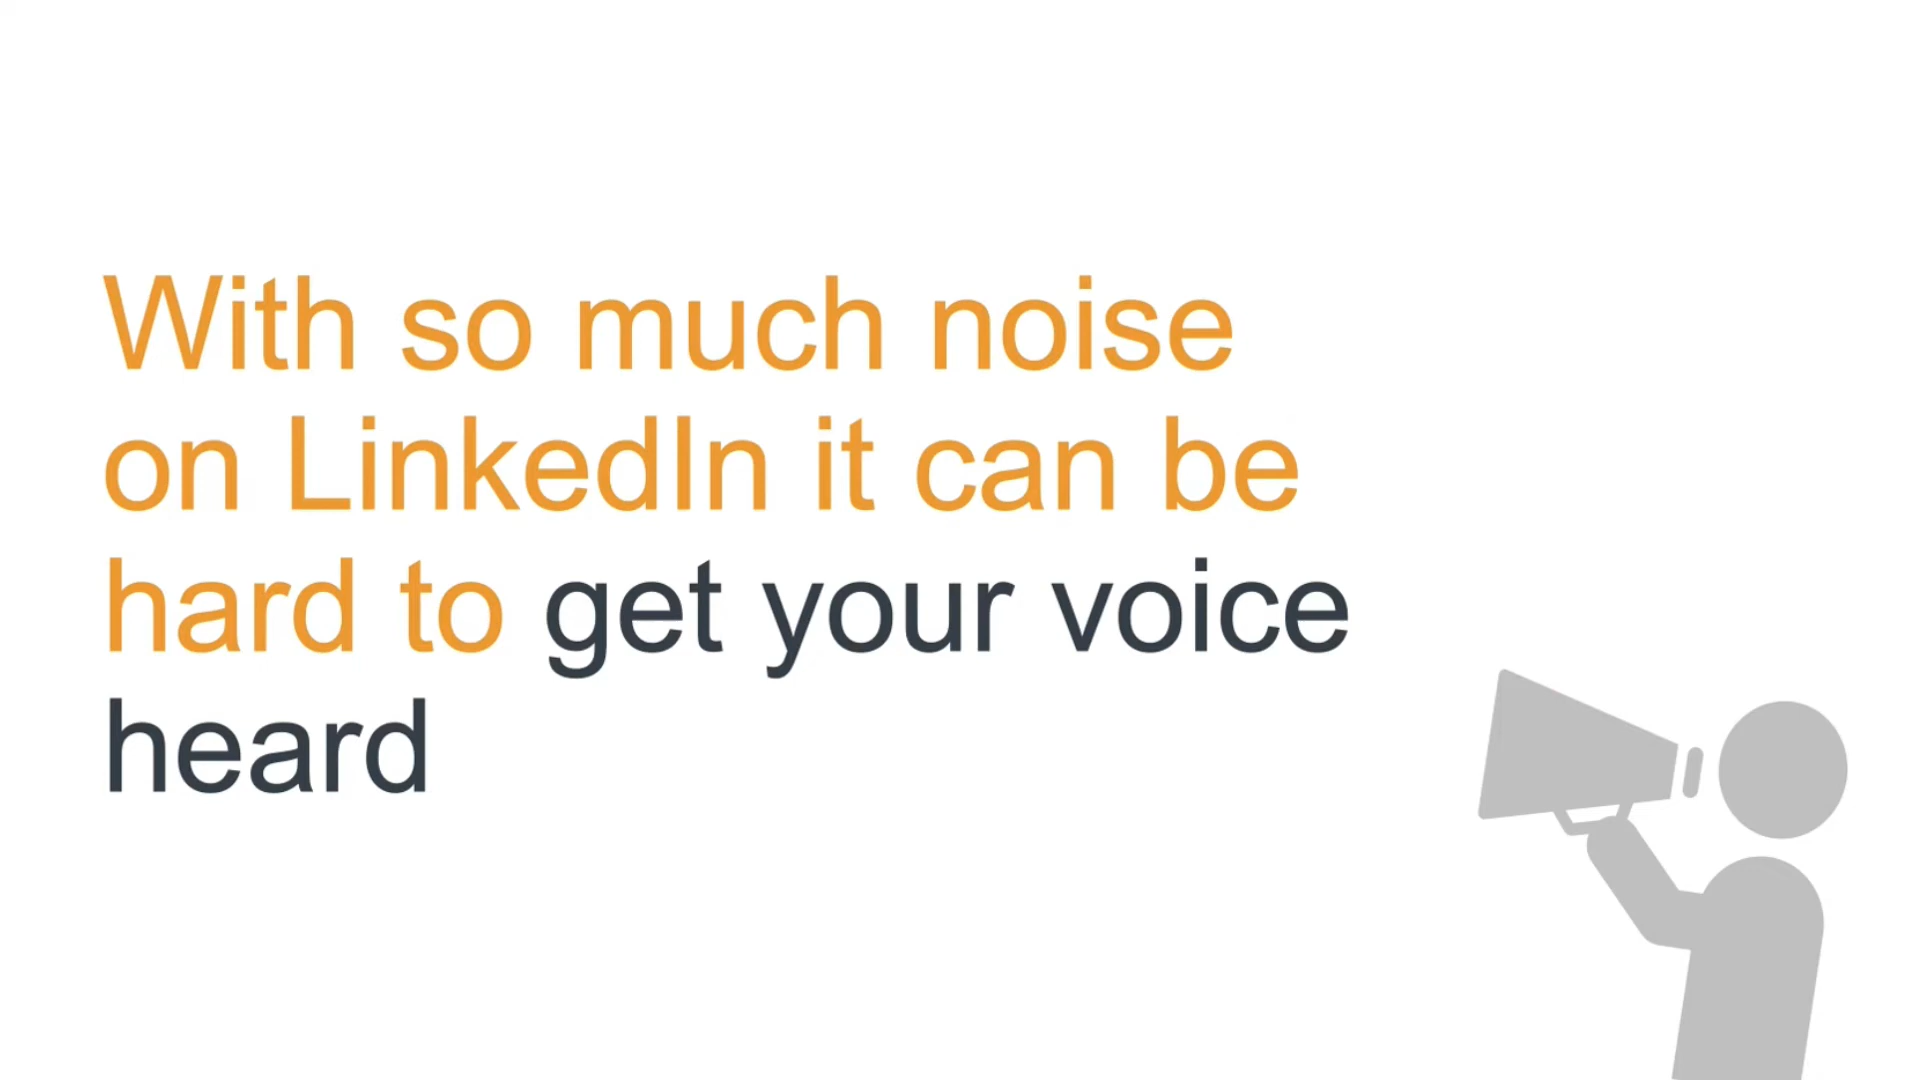 With so much noise
on LinkedIn it can be
hard to get your voice
heard